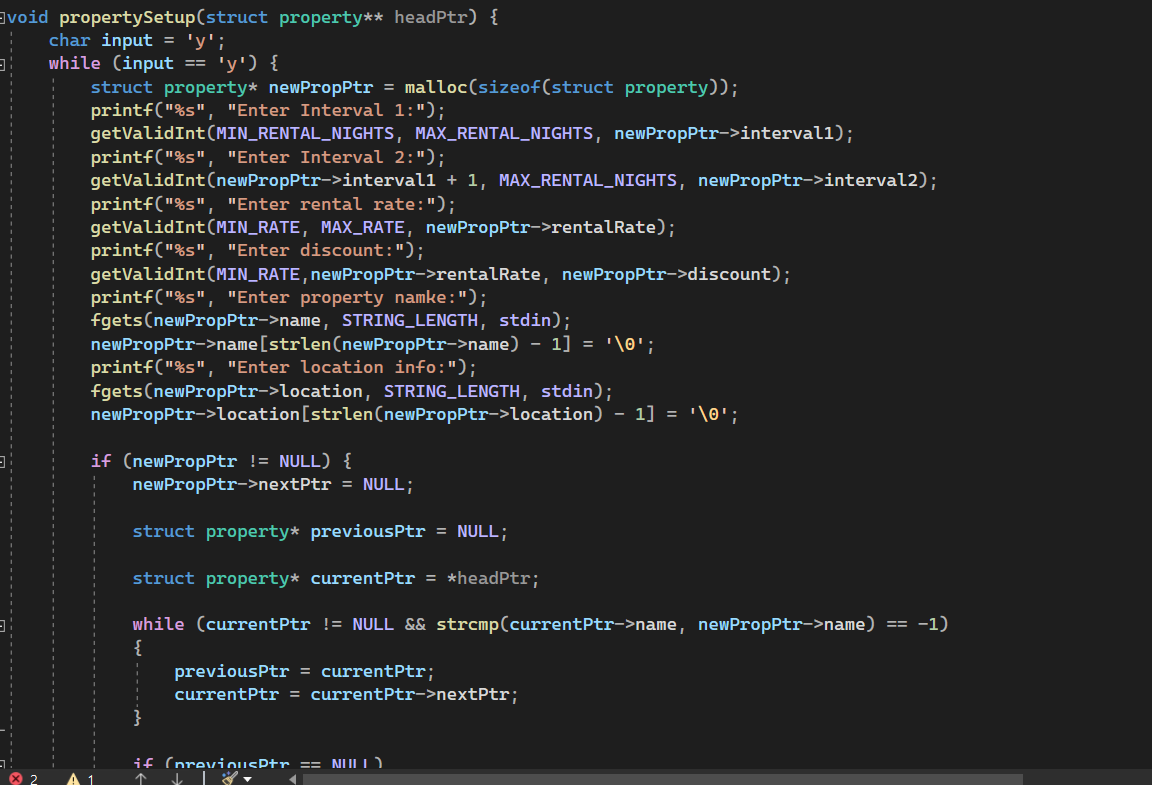 void propertySetup(struct property** headPtr) {
char input = 'y';
while (input == 'y') {
struct property* newPropPtr = malloc(sizeof(struct property));
printf("%s", "Enter Interval 1:");
getValidInt(MIN_RENTAL_NIGHTS, MAX_RENTAL_NIGHTS, newPropPtr->interval1);
printf("%s", "Enter Interval 2:");
getValidInt(newPropPtr->interval1 + 1, MAX_RENTAL_NIGHTS, newPropPtr->interval2);
printf("%s", "Enter rental rate:");
getValidInt(MIN_RATE, MAX_RATE, newPropPtr->rentalRate);
printf("%s", "Enter discount:");
getValidInt(MIN_RATE,newPropPtr->rentalRate, newPropPtr->discount);
printf("%s", "Enter property namke:");
fgets(newPropPtr->name, STRING_LENGTH, stdin);
newPropPtr->name[strlen(newPropPtr->name) - 1] = '\0';
printf("%s", "Enter location info:");
fgets(newPropPtr->location, STRING_LENGTH, stdin);
newPropPtr->location[strlen(newPropPtr->location) - 1] = '\0';
if (newPropPtr != NULL) {
newPropPtr->nextPtr = NULL;
struct property* previousPtr = NULL;
struct property* currentPtr = *headPtr;
while (currentPtr != NULL && strcmp(currentPtr->name, newPropPtr->name) == -1)
{
previousPtr = currentPtr;
currentPtr = currentPtr->nextPtr;
}
if (previousPtr == NULL)
2 1